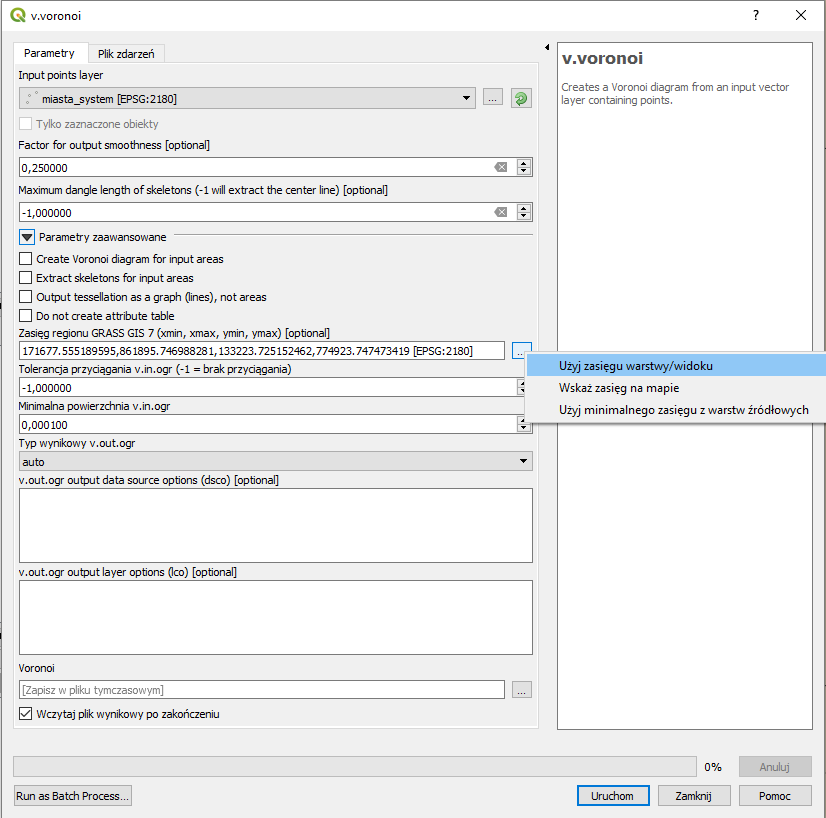 v.voronoi
?
Parametry
Plik zdarzeń
Input points layer
miasta_system [EPSG:2180]
...
Tylko zaznaczone obiekty
Factor for output smoothness [optional]
0,250000
Maximum dangle length of skeletons (-1 will extract the center line) [optional]
-1,000000
Parametry zaawansowane
Create Voronoi diagram for input areas
Extract skeletons for input areas
Output tessellation as a graph (lines), not areas
Do not create attribute table
Zasięg regionu GRASS GIS 7 (xmin, xmax, ymin, ymax) [optional]
171677.555189595,861895.746988281,133223.725152462,774923.747473419 [EPSG:2180]
...
Tolerancja przyciągania v.in.ogr (-1 = brak przyciągania)
-1,000000
Minimalna powierzchnia v.in.ogr
0,000100
Typ wynikowy v.out.ogr
auto
v.out.ogr output data source options (dsco) [optional]
v.out.ogr output layer options (lco) [optional]
Voronoi
[Zapisz w pliku tymczasowym]
...
Wczytaj plik wynikowy po zakończeniu
v.voronoi
Creates a Voronoi diagram from an input vector
layer containing points.
Użyj zasięgu warstwy/widoku
Wskaż zasięg na mapie
Użyj minimalnego zasięgu z warstw źródłowych
0%
Anuluj
Run as Batch Process...
Uruchom
Zamknij
Pomoc